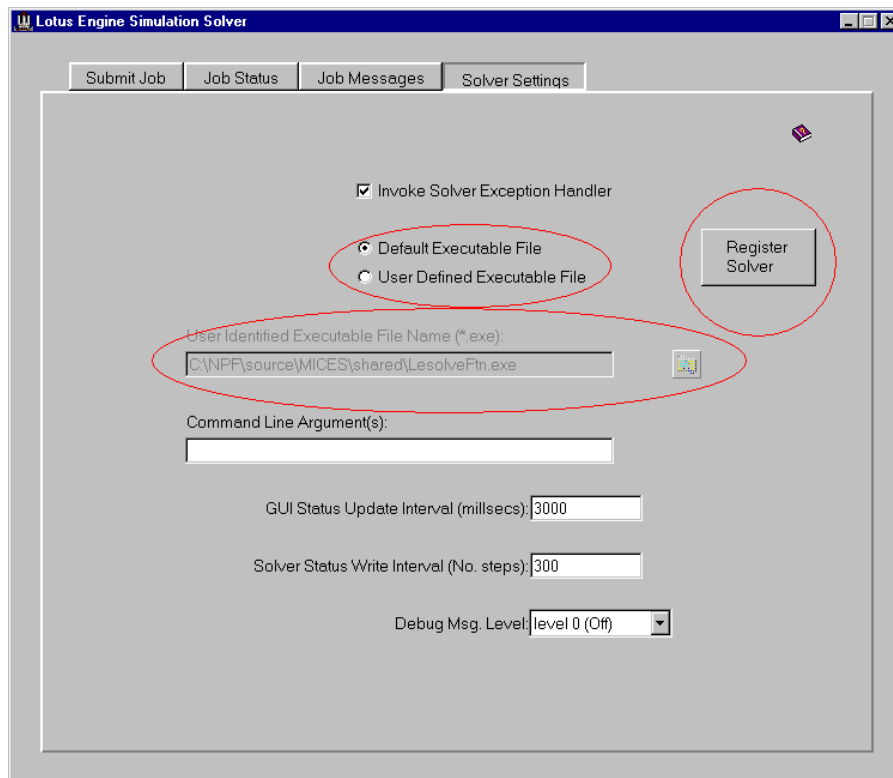 Lotus Engine Simulation Solver
Submit Job
Job Status
Job Messages
Solver Settings
Invoke Solver Exception Handler
Default Executable File
User Defined Executable File
Register
Solver
User Identified Executable File Name (*.exe):
C:\NPF\source\MICES\shared\LesolveFtn.exe
Command Line Argument(s):
GUI Status Update Interval (millsecs):
3000
Solver Status Write Interval (No. steps):
300
Debug Msg. Level:
level 0 (Off)